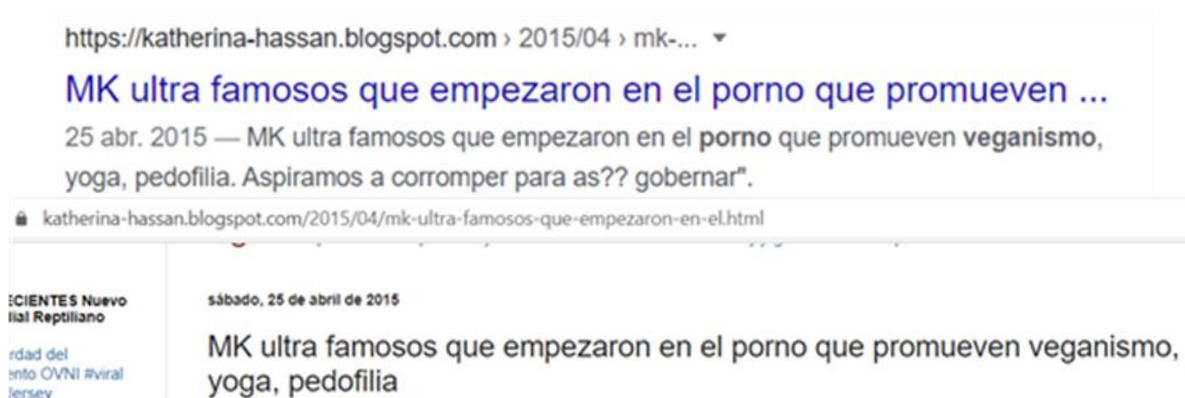 https://katherina-hassan.blogspot.com › 2015/04 › mk-...
MK ultra famosos que empezaron en el porno que promueven ...
25 abr. 2015 — MK ultra famosos que empezaron en el porno que promueven veganismo,
yoga, pedofilia. Aspiramos a corromper para as?? gobernar".
katherina-hassan.blogspot.com/2015/04/mk-ultra-famosos-que-empezaron-en-el.html
ECIENTES Nuevo
ial Reptiliano
rdad del
ento OVNI #viral
Jersey
sábado, 25 de abril de 2015
MK ultra famosos que empezaron en el porno que promueven veganismo,
yoga, pedofilia